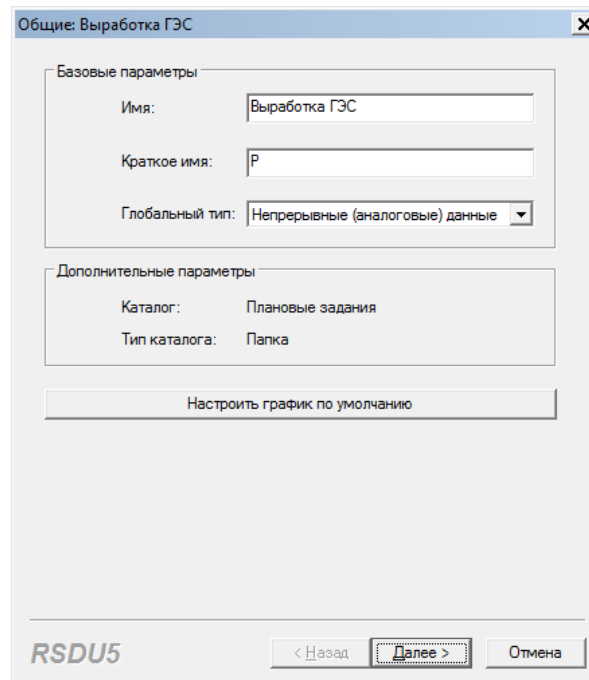 Общие: Выработка ГЭС
Базовые параметры
Имя: Выработка ГЭС
Краткое имя: P
Глобальный тип: Непрерывные (аналоговые) данные
Дополнительные параметры
Каталог: Плановые задания
Тип каталога: Папка
Настроить график по умолчанию
RSDU5 < Назад Далее > Отмена